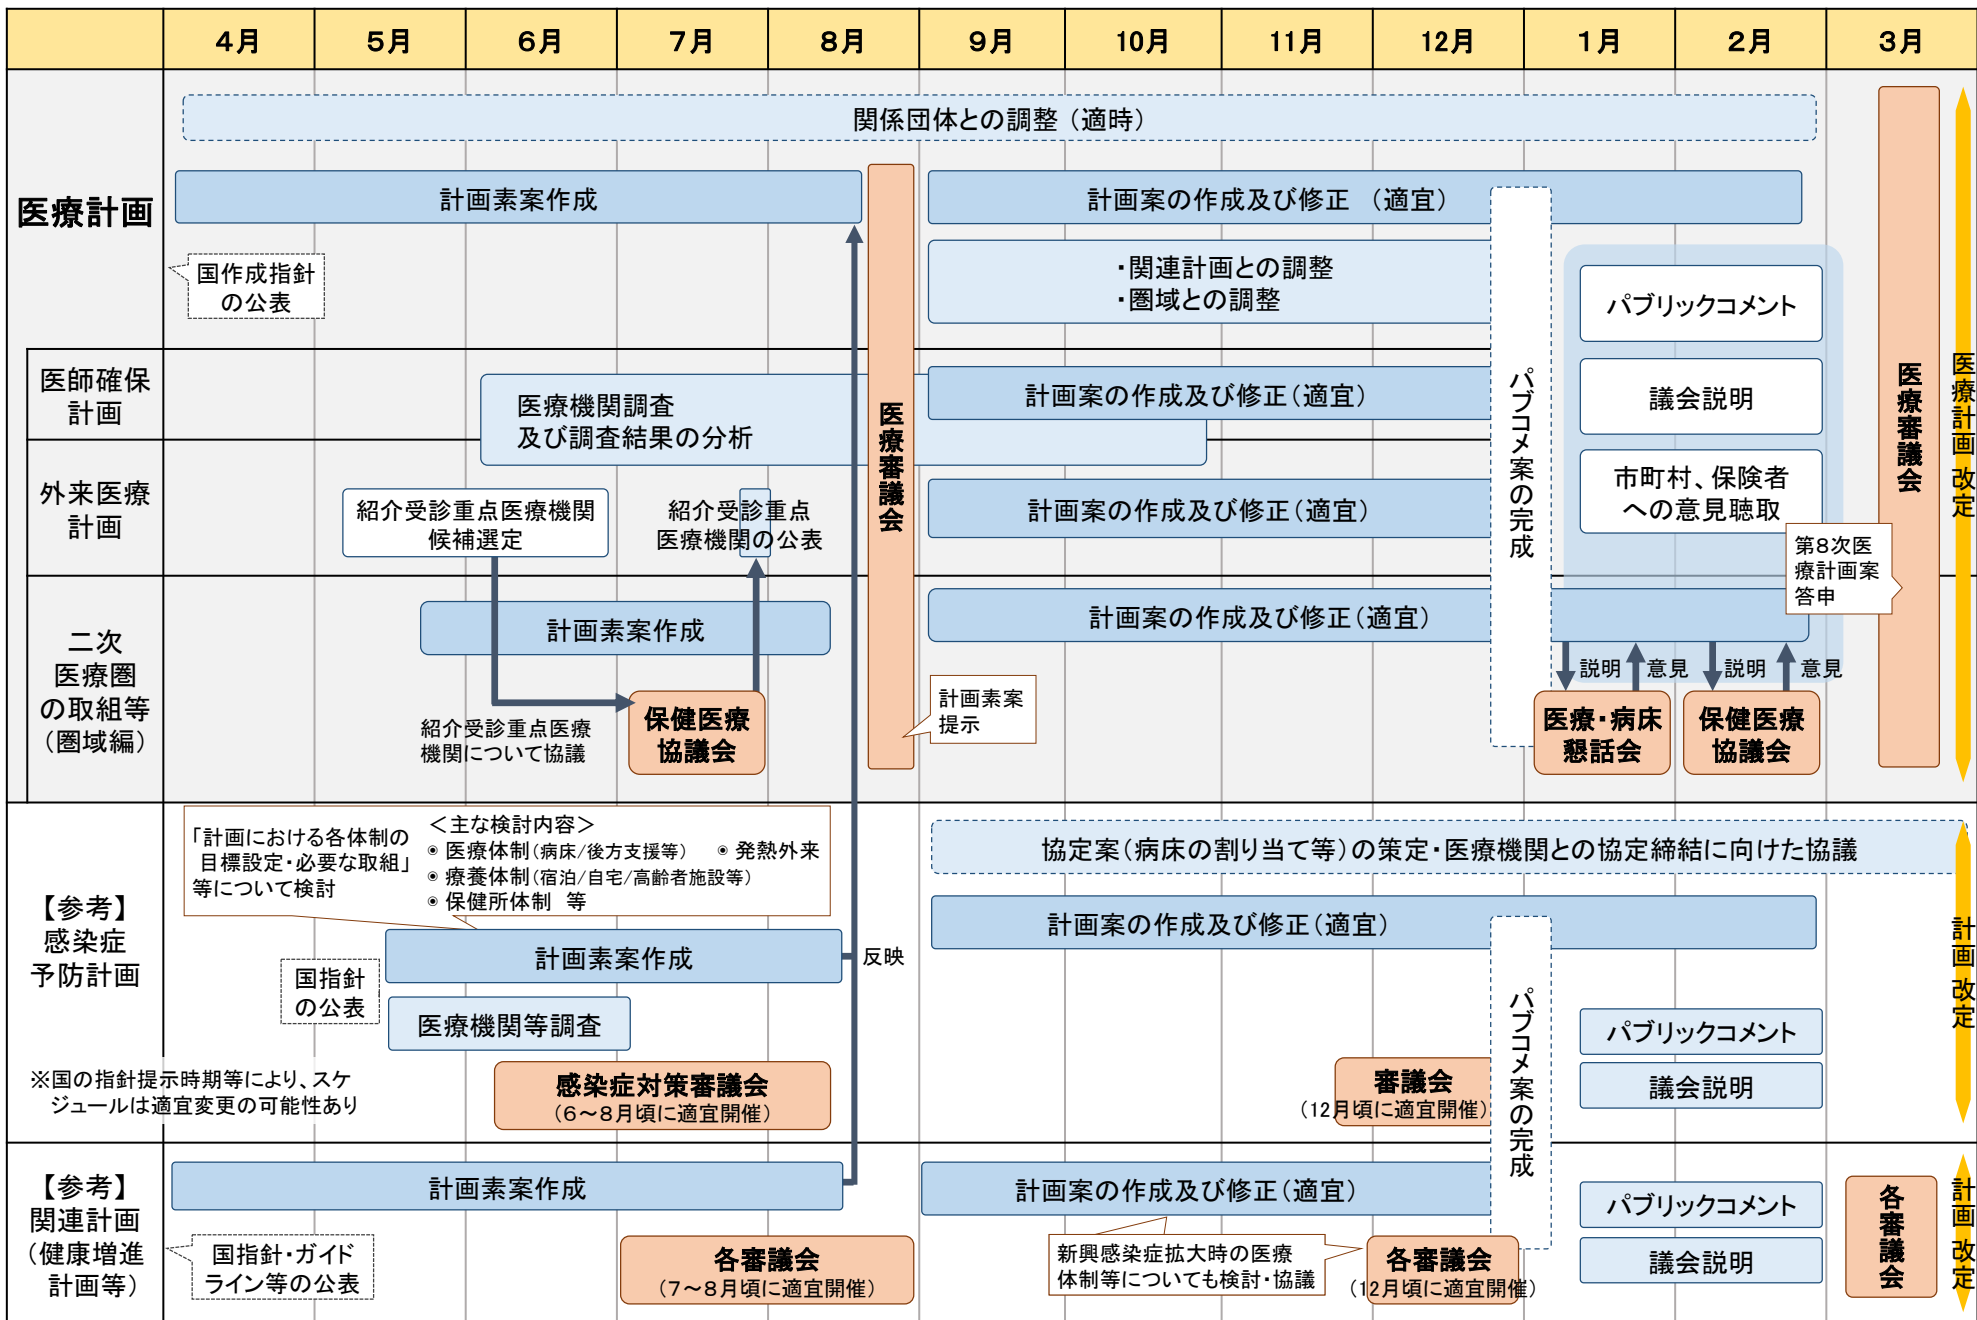 4月
5月
6月
7月
8月
9月
10月
11月
12月
1月
2月
3月
医療計画
関係団体との調整（適時）
計画素案作成
国作成指針
の公表
医療審議会
計画案の作成及び修正　（適宜）
・関連計画との調整
・圏域との調整
パブコメ案の完成
パブリックコメント
議会説明
市町村、保険者
への意見聴取
第8次医
療計画案
答申
医療審議会
医療計画 改定
医師確保
計画
医療機関調査
及び調査結果の分析
計画案の作成及び修正（適宜）
外来医療
計画
紹介受診重点医療機関
候補選定
紹介受診重点
医療機関の公表
計画案の作成及び修正（適宜）
二次
医療圏
の取組等
（圏域編）
計画素案作成
紹介受診重点医療
機関について協議
保健医療
協議会
計画素案
提示
計画案の作成及び修正（適宜）
説明
意見
説明
意見
医療・病床
懇話会
保健医療
協議会
【参考】
感染症
予防計画
※国の指針提示時期等により、スケ
ジュールは適宜変更の可能性あり
「計画における各体制の
目標設定・必要な取組」
等について検討
＜主な検討内容＞
◉ 医療体制（病床/後方支援等）　◉ 発熱外来
◉ 療養体制（宿泊/自宅/高齢者施設等）
◉ 保健所体制　等
国指針
の公表
計画素案作成
反映
医療機関等調査
感染症対策審議会
（6～8月頃に適宜開催）
協定案（病床の割り当て等）の策定・医療機関との協定締結に向けた協議
計画案の作成及び修正（適宜）
審議会
（12月頃に適宜開催）
パブコメ案の完成
パブリックコメント
議会説明
計画 改定
【参考】
関連計画
（健康増進
計画等）
計画素案作成
国指針・ガイド
ライン等の公表
各審議会
（7～8月頃に適宜開催）
計画案の作成及び修正（適宜）
新興感染症拡大時の医療
体制等についても検討・協議
各審議会
（12月頃に適宜開催）
パブリックコメント
議会説明
各審議会
計画 改定